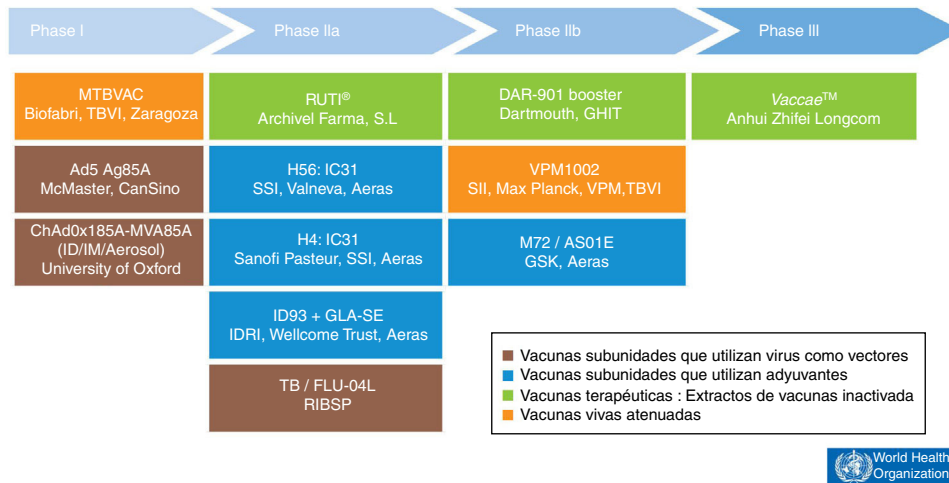 Phase I
Phase IIa
Phase IIb
Phase III
MTBVAC
Biofabri, TBVI, Zaragoza
Ad5 Ag85A
McMaster, CanSino
ChAd0x185A-MVA85A
(ID/IM/Aerosol)
University of Oxford
RUTI®
Archivel Farma, S.L
H56: IC31
SSI, Valneva, Aeras
H4: IC31
Sanofi Pasteur, SSI, Aeras
ID93 + GLA-SE
IDRI, Wellcome Trust, Aeras
TB / FLU-04L
RIBSP
DAR-901 booster
Dartmouth, GHIT
VPM1002
SII, Max Planck, VPM,TBVI
M72 / AS01E
GSK, Aeras
Vaccae™
Anhui Zhifei Longcom
Vacunas subunidades que utilizan virus como vectores
Vacunas subunidades que utilizan adyuvantes
Vacunas terapéuticas : Extractos de vacunas inactivada
Vacunas vivas atenuadas
World Health
Organization